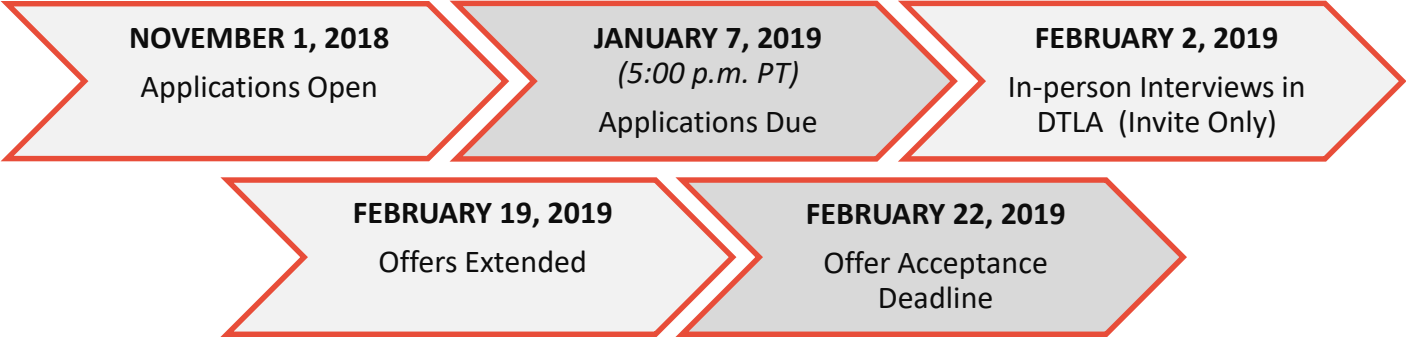 NOVEMBER 1, 2018
Applications Open
JANUARY 7, 2019
(5:00 p.m. PT)
Applications Due
FEBRUARY 2, 2019
In-person Interviews in
DTLA  (Invite Only)
FEBRUARY 19, 2019
Offers Extended
FEBRUARY 22, 2019
Offer Acceptance
Deadline